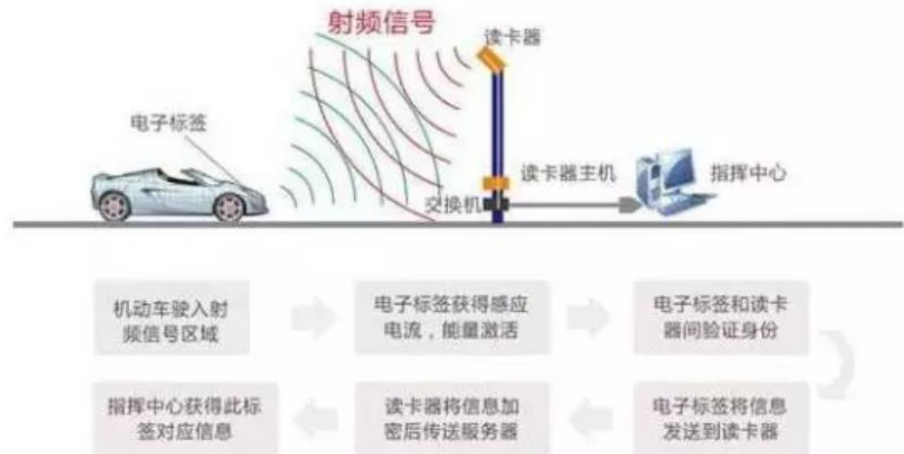 射频信号
读卡器
电子标签
读卡器主机
指挥中心
交换机
机动车驶入射
频信号区域
电子标签获得感应
电流，能量激活
电子标签和读卡
器间验证身份
电子标签将信息
发送到读卡器
读卡器将信息加
密后传送服务器
指挥中心获得此标
签对应信息